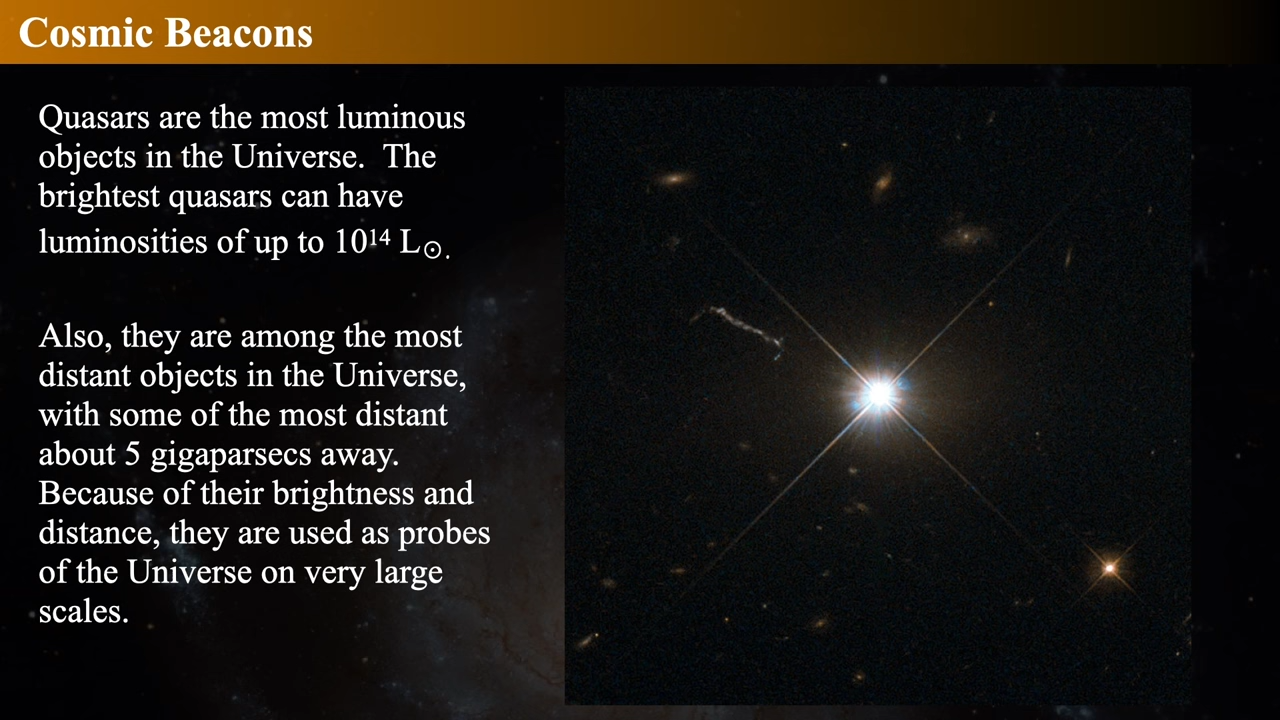 Cosmic Beacons
Quasars are the most luminous
objects in the Universe.  The
brightest quasars can have
luminosities of up to 10¹⁴ L⊙.
Also, they are among the most
distant objects in the Universe,
with some of the most distant
about 5 gigaparsecs away.
Because of their brightness and
distance, they are used as probes
of the Universe on very large
scales.